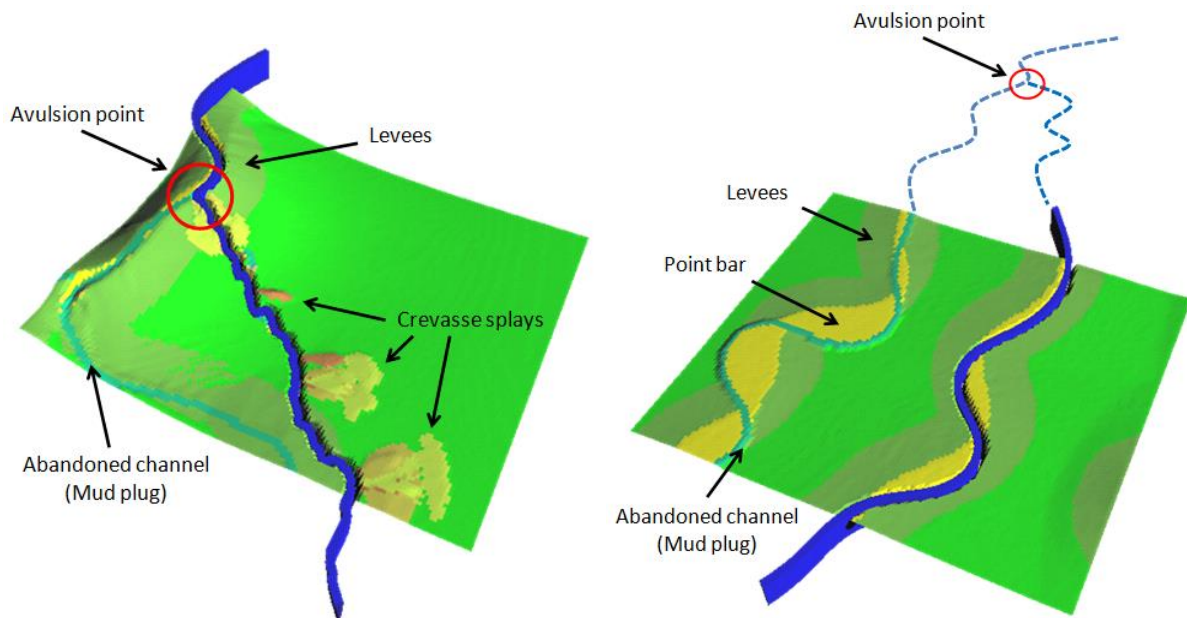 Avulsion point
Levees
Crevasse splays
Abandoned channel
(Mud plug)
Avulsion point
Levees
Point bar
Abandoned channel
(Mud plug)